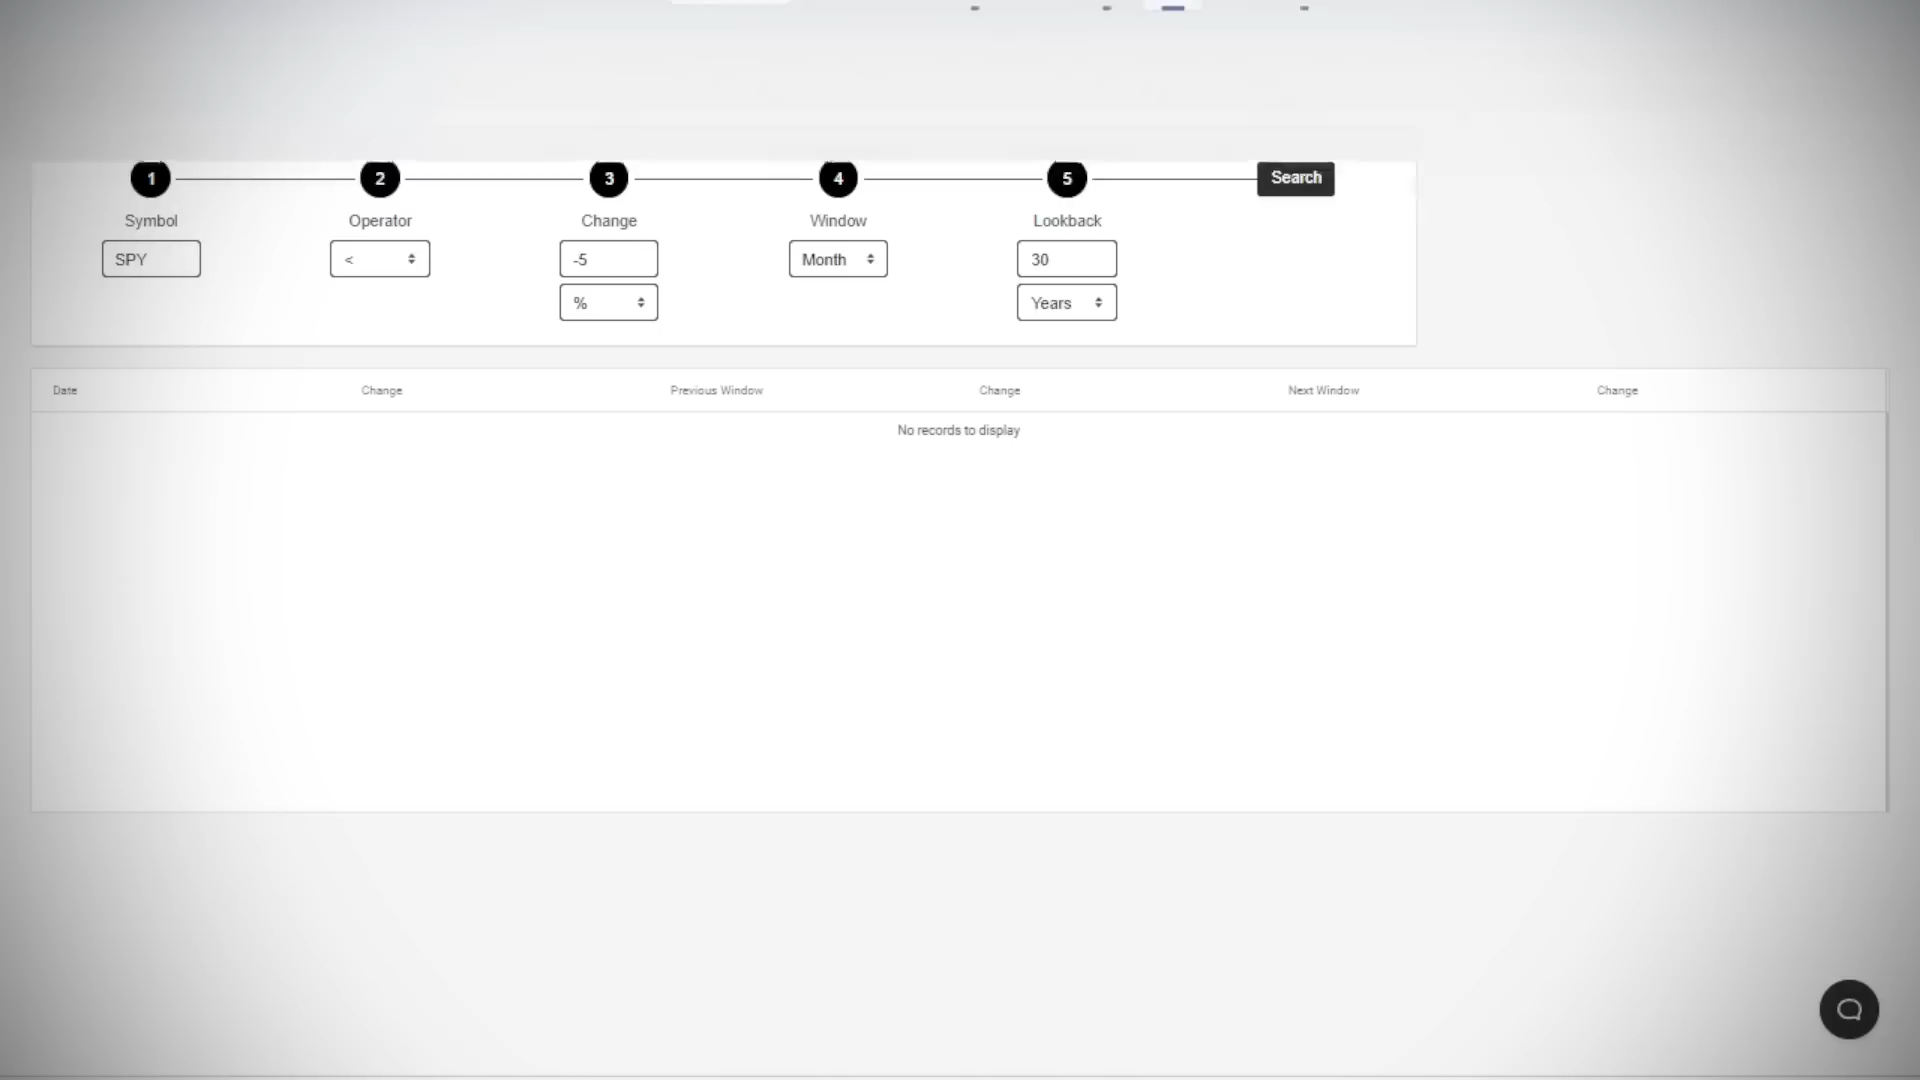 1 2 3 4 5 Search
Symbol Operator Change Window Lookback
SPY < -5 Month 30
% Years
Date Change Previous Window Change Next Window Change
No records to display